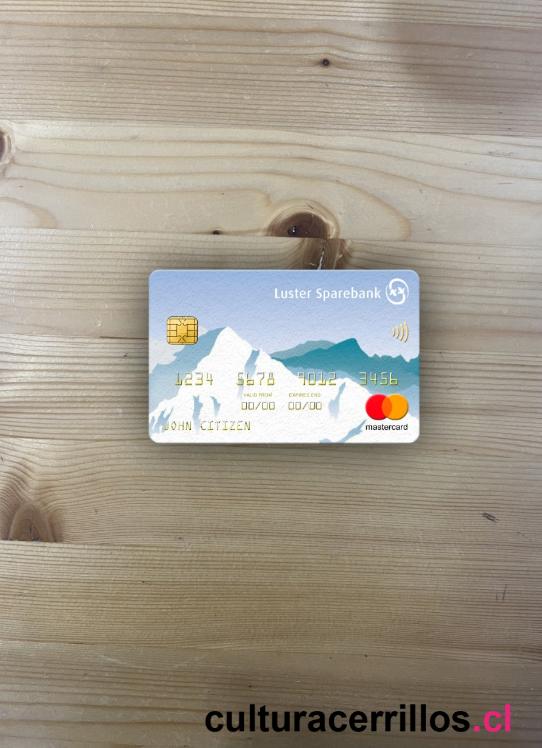 Luster Sparebank
1234 5678 9012 3456
VALID FROM EXPIRES END
00/00 00/00
JOHN CITIZEN
mastercard
culturacerrillos.cl